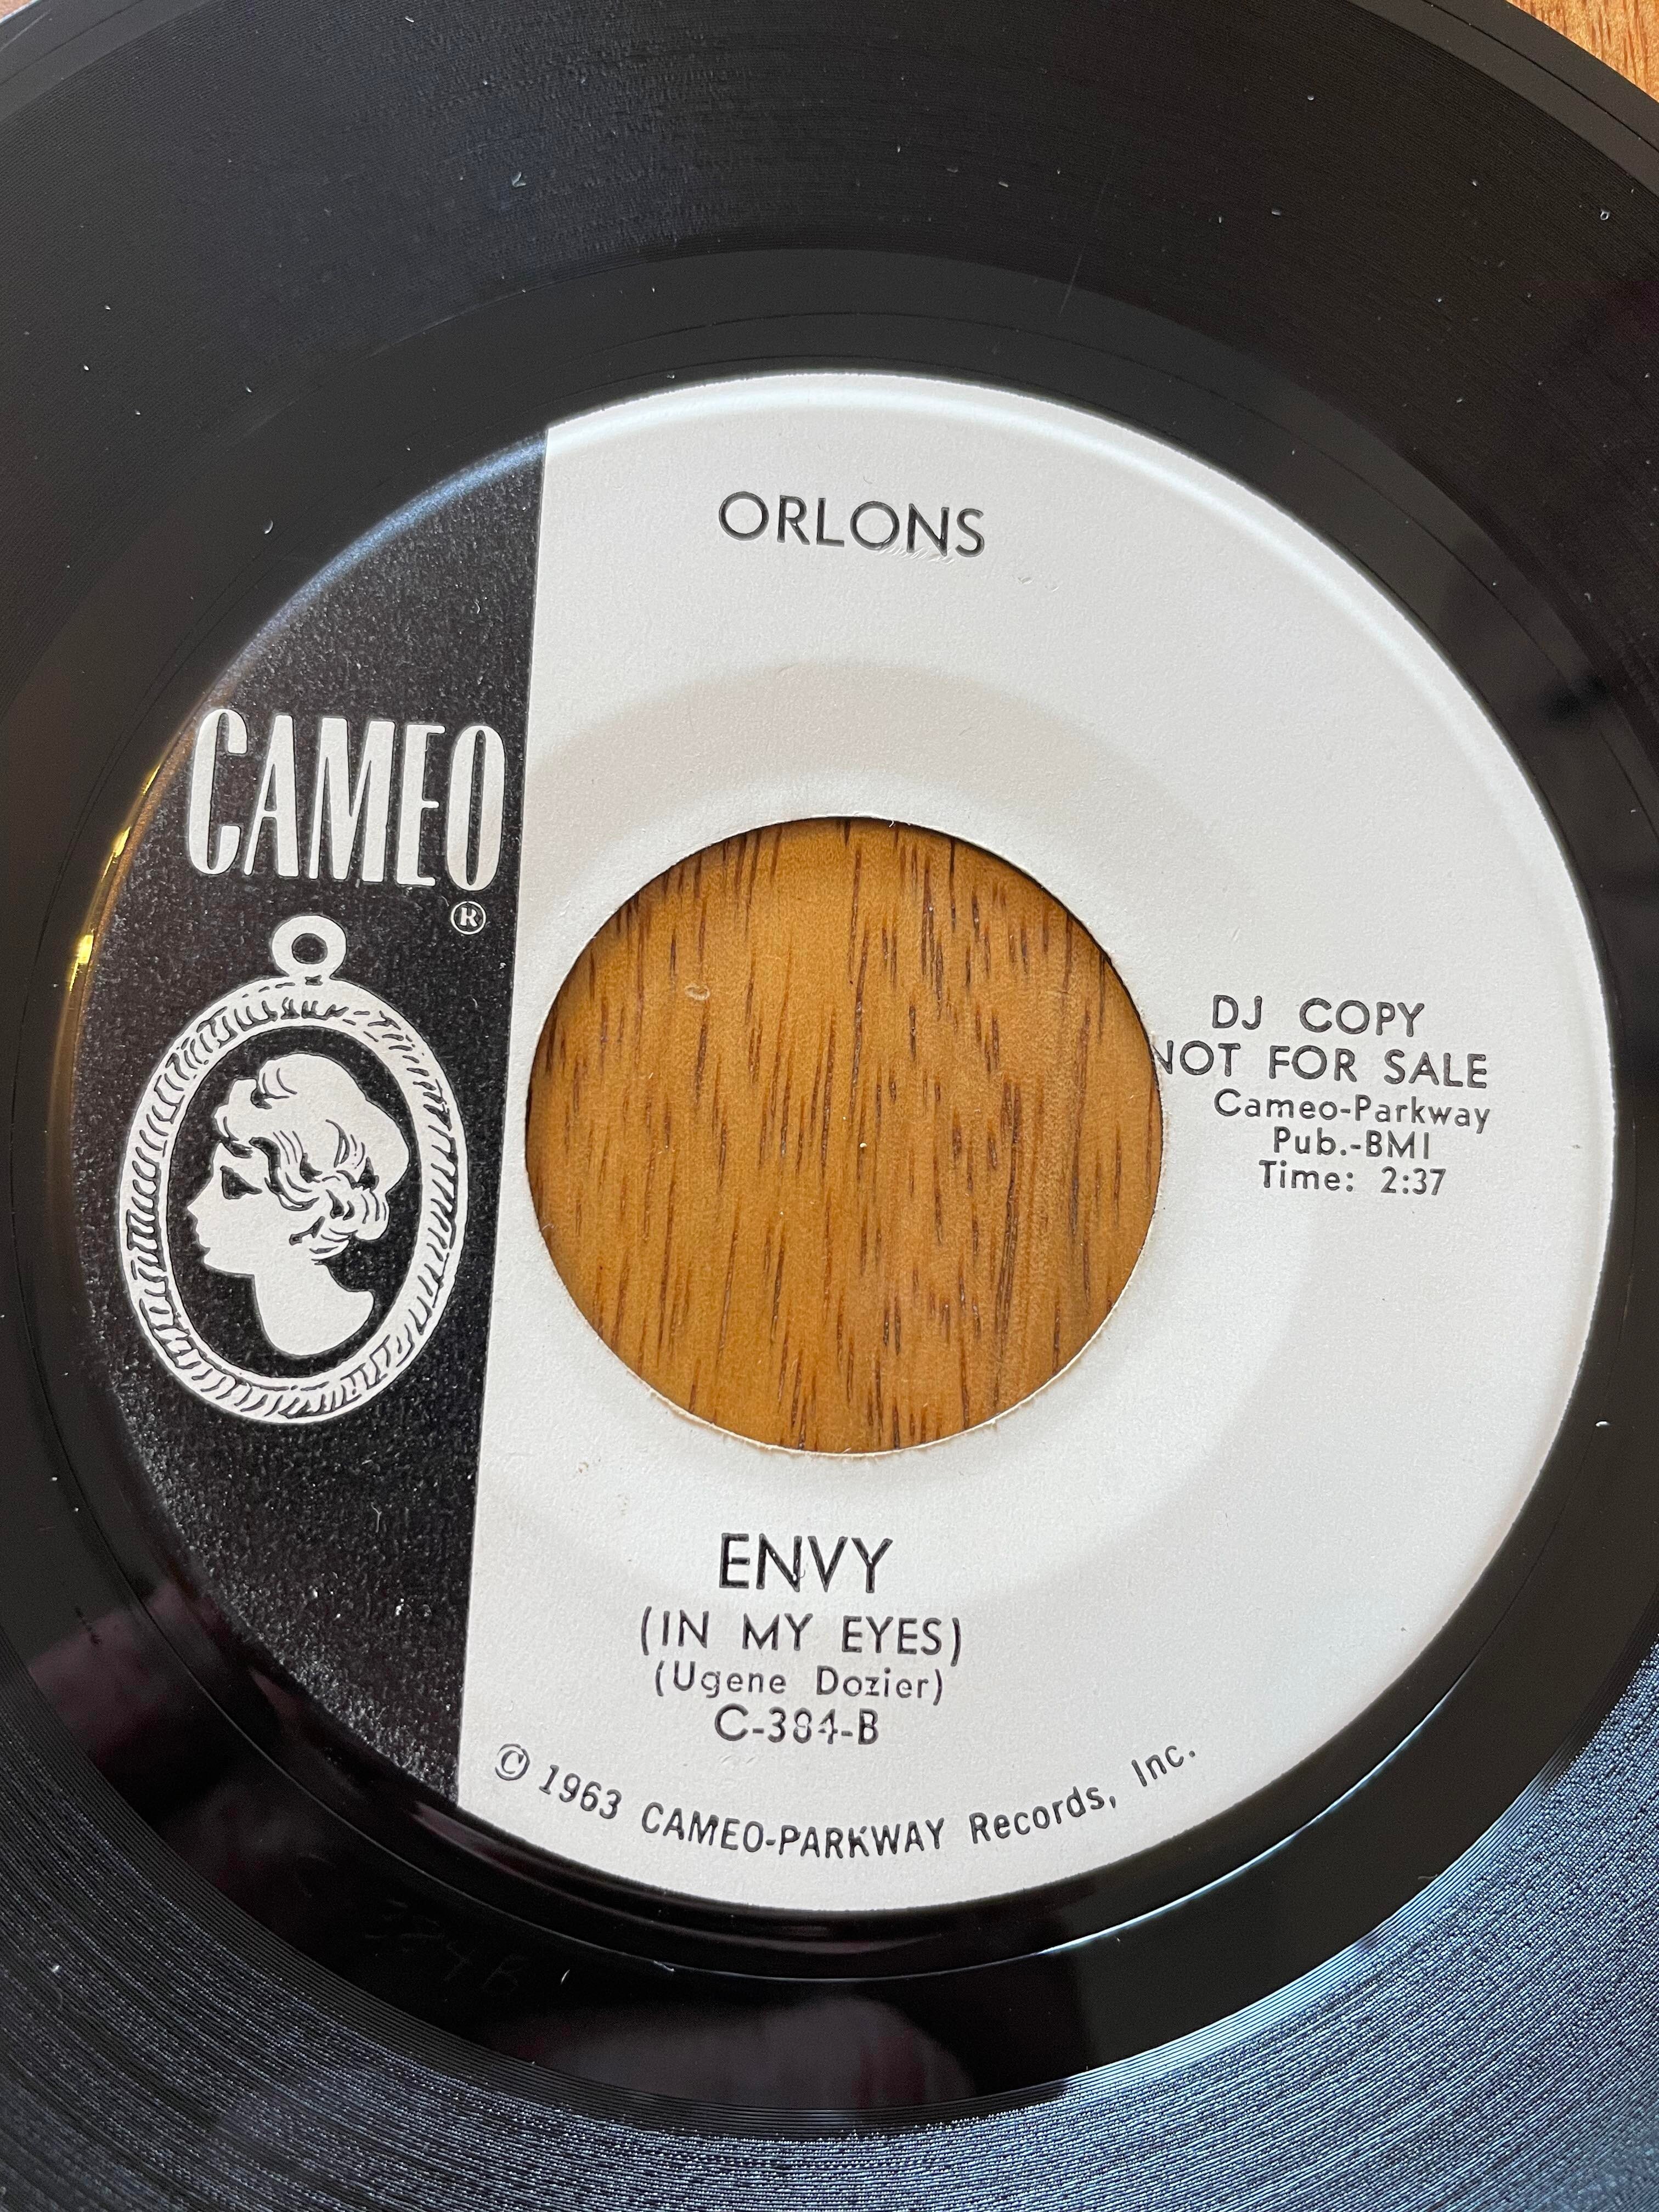 ORLONS
CAMEO
®
DJ COPY
NOT FOR SALE
Cameo-Parkway
Pub.-BMI
Time: 2:37
ENVY
(IN MY EYES)
(Ugene Dozier)
C-384-B
© 1963 CAMEO-PARKWAY Records, Inc.